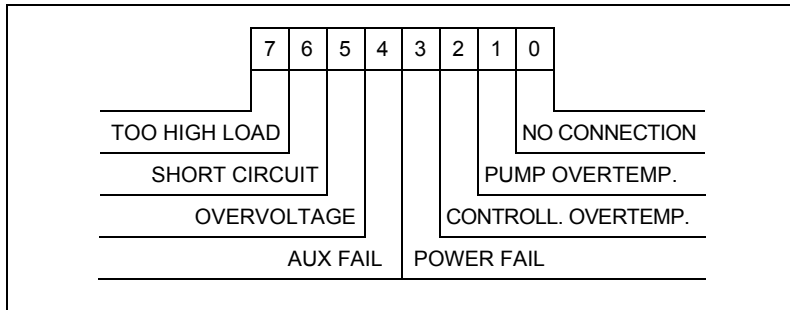 7 6 5 4 3 2 1 0
TOO HIGH LOAD NO CONNECTION
SHORT CIRCUIT PUMP OVERTEMP.
OVERVOLTAGE CONTROLL. OVERTEMP.
AUX FAIL POWER FAIL